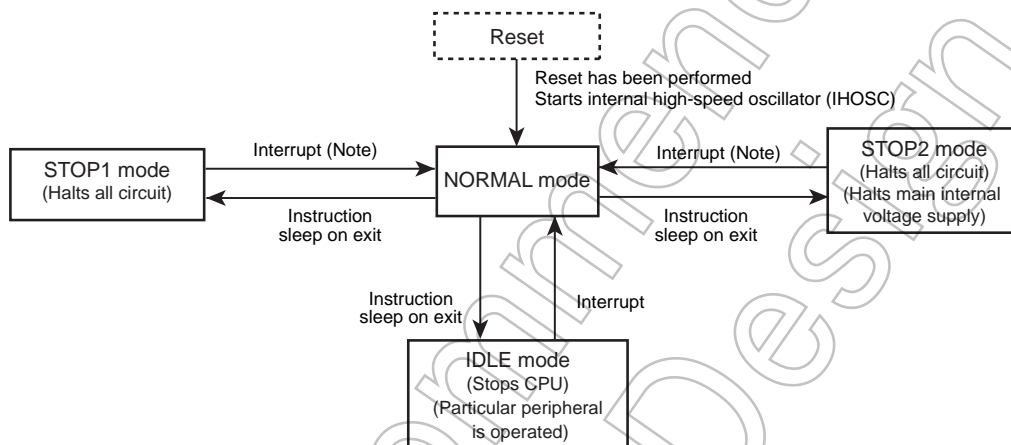 Reset
Reset has been performed
Starts internal high-speed oscillator (IHOSC)
STOP1 mode
(Halts all circuit)
Interrupt (Note)
Instruction
sleep on exit
NORMAL mode
Interrupt (Note)
Instruction
sleep on exit
STOP2 mode
(Halts all circuit)
(Halts main internal
voltage supply)
Instruction
sleep on exit
Interrupt
IDLE mode
(Stops CPU)
(Particular peripheral
is operated)
ommen
Design